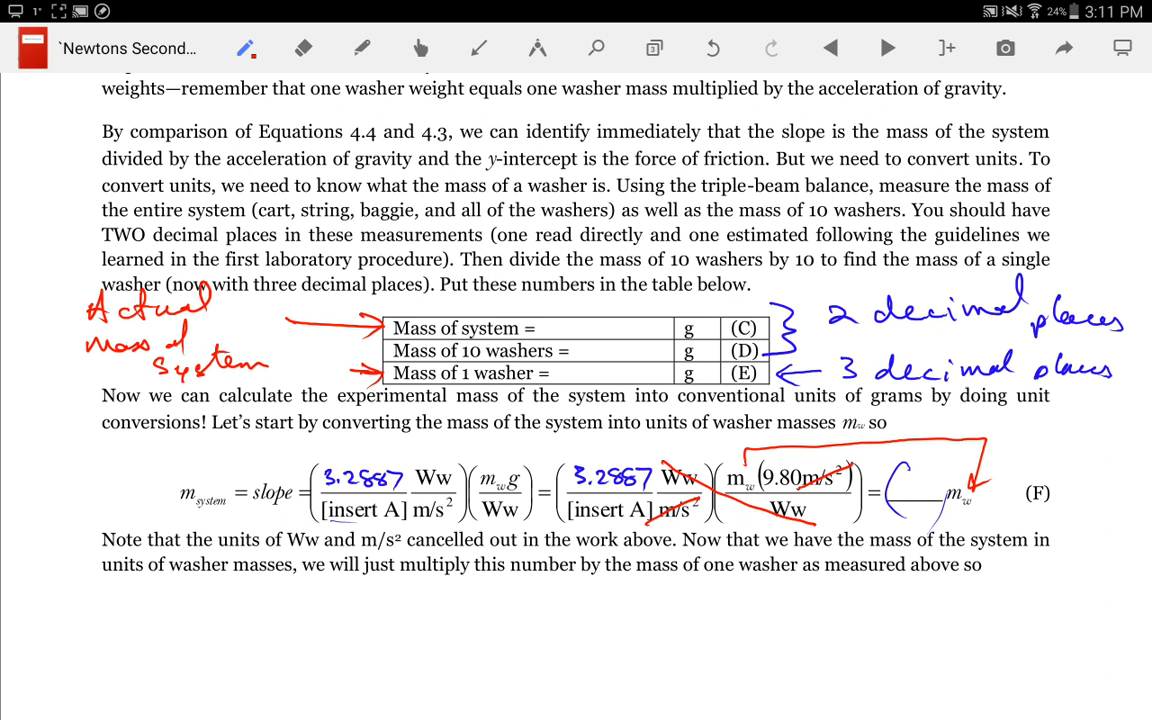 1° 24% 3:11 PM
`Newtons Second...
3
weights—remember that one washer weight equals one washer mass multiplied by the acceleration of gravity.
By comparison of Equations 4.4 and 4.3, we can identify immediately that the slope is the mass of the system
divided by the acceleration of gravity and the y-intercept is the force of friction. But we need to convert units. To
convert units, we need to know what the mass of a washer is. Using the triple-beam balance, measure the mass of
the entire system (cart, string, baggie, and all of the washers) as well as the mass of 10 washers. You should have
TWO decimal places in these measurements (one read directly and one estimated following the guidelines we
learned in the first laboratory procedure). Then divide the mass of 10 washers by 10 to find the mass of a single
washer (now with three decimal places). Put these numbers in the table below.
Actual
mass of
system
Mass of system = g (C)
Mass of 10 washers = g (D)
Mass of 1 washer = g (E)
2 decimal places
3 decimal places
Now we can calculate the experimental mass of the system into conventional units of grams by doing unit
conversions! Let's start by converting the mass of the system into units of washer masses mw so
m_system = slope = (3.2887 [insert A] Ww / m/s²)(m_w g / Ww) = (3.2887 [insert A] Ww / m/s²)(m_w (9.80m/s²) / Ww) = (____ m_w (F)
Note that the units of Ww and m/s² cancelled out in the work above. Now that we have the mass of the system in
units of washer masses, we will just multiply this number by the mass of one washer as measured above so